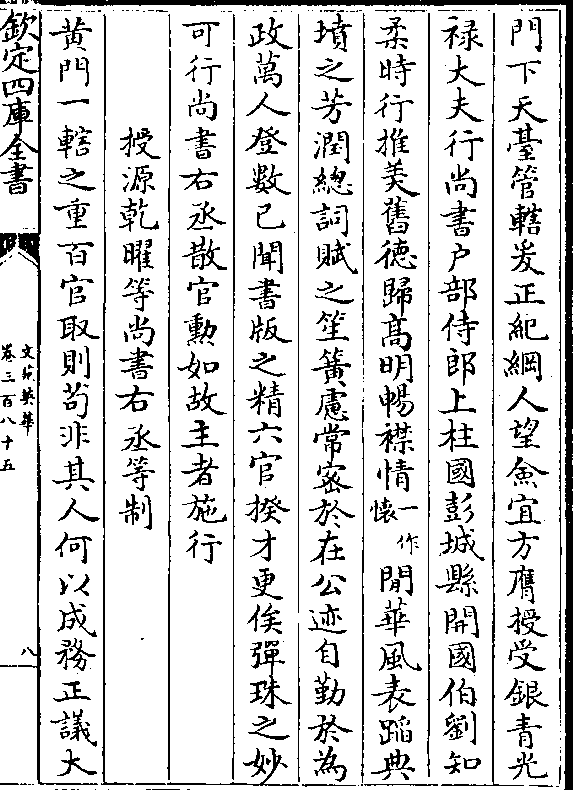 門下天臺管轄爰正紀綱人望僉宜方膺授受銀青光
禄大夫行尚書户部侍郎上柱國彭城縣開國伯劉知
柔時行推美舊德歸髙明暢襟情一作懷閒華風表蹈典
墳之芳潤總詞賦之笙簧慮常宻於在公迹自勤於為
政萬人登數已聞書版之精六官揆才更俟彈珠之妙
可行尚書右丞散官勳如故主者施行
授源乾曜等尚書右丞等制
黄門一轄之重百官取則茍非其人何以成務正議大
欽定四庫全書
文苑英華
卷三百八十五
八